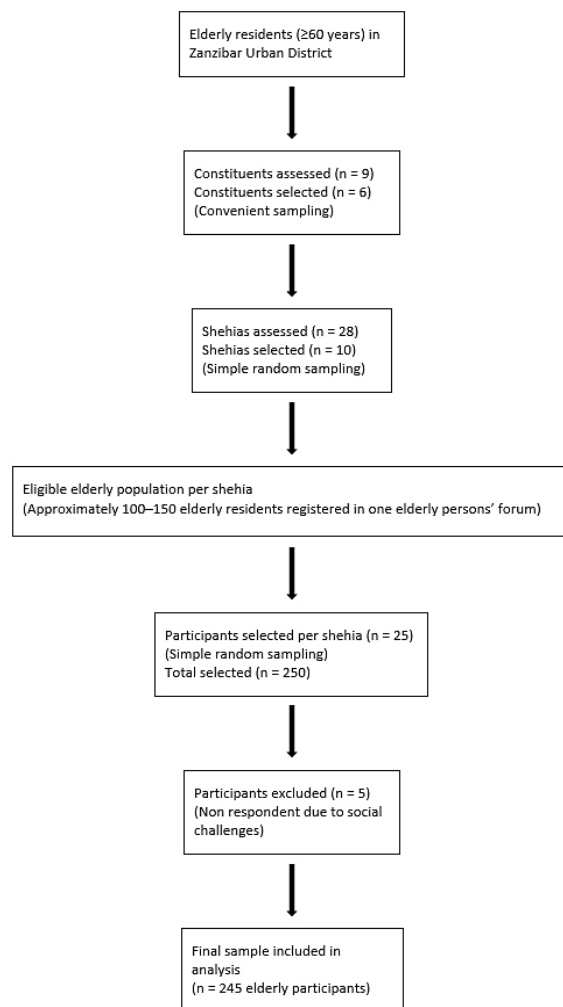 Elderly residents (≥60 years) in
Zanzibar Urban District
Constituents assessed (n = 9)
Constituents selected (n = 6)
(Convenient sampling)
Shehias assessed (n = 28)
Shehias selected (n = 10)
(Simple random sampling)
Eligible elderly population per shehia
(Approximately 100–150 elderly residents registered in one elderly persons’ forum)
Participants selected per shehia (n = 25)
(Simple random sampling)
Total selected (n = 250)
Participants excluded (n = 5)
(Non respondent due to social
challenges)
Final sample included in
analysis
(n = 245 elderly participants)